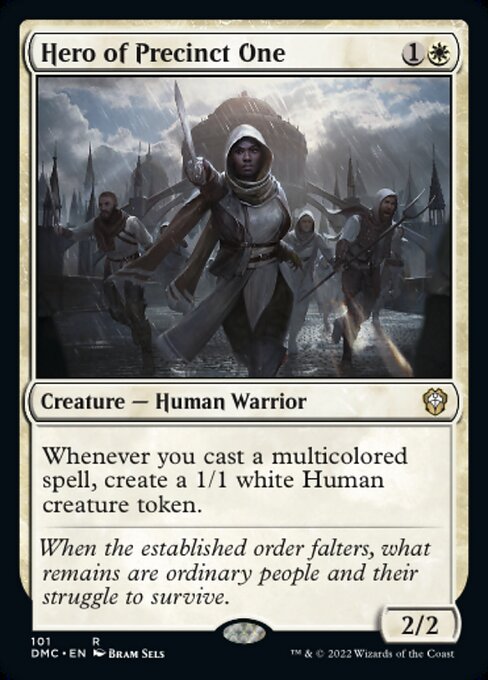 Hero of Precinct One 1
Creature — Human Warrior
Whenever you cast a multicolored
spell, create a 1/1 white Human
creature token.
When the established order falters, what
remains are ordinary people and their
struggle to survive.
2/2
101 R
DMC • EN Bram Sels ™ & © 2022 Wizards of the Coast